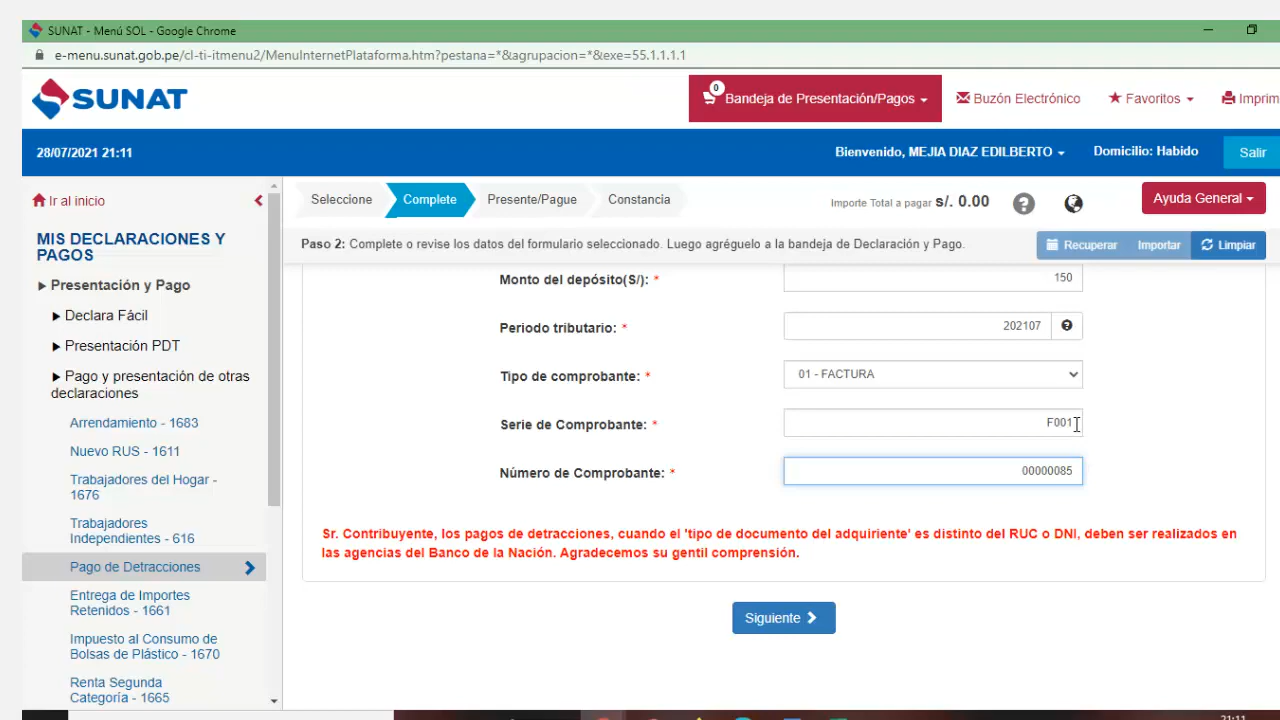 SUNAT - Menú SOL - Google Chrome
e-menu.sunat.gob.pe/cl-ti-itmenu2/MenuInternetPlataforma.htm?pestana=*&agrupacion=*&exe=55.1.1.1.1
SUNAT
0
Bandeja de Presentación/Pagos
Buzón Electrónico
Favoritos
Imprim
28/07/2021 21:11
Bienvenido, MEJIA DIAZ EDILBERTO
Domicilio: Habido
Salir
Ir al inicio
MIS DECLARACIONES Y
PAGOS
Presentación y Pago
Declara Fácil
Presentación PDT
Pago y presentación de otras
declaraciones
Arrendamiento - 1683
Nuevo RUS - 1611
Trabajadores del Hogar -
1676
Trabajadores
Independientes - 616
Pago de Detracciones
Entrega de Importes
Retenidos - 1661
Impuesto al Consumo de
Bolsas de Plástico - 1670
Renta Segunda
Categoría - 1665
Seleccione
Complete
Presente/Pague
Constancia
Importe Total a pagar s/. 0.00
?
Ayuda General
Paso 2: Complete o revise los datos del formulario seleccionado. Luego agréguelo a la bandeja de Declaración y Pago.
Recuperar
Importar
Limpiar
Monto del depósito(S/): * 150
Periodo tributario: * 202107 ?
Tipo de comprobante: * 01 - FACTURA
Serie de Comprobante: * F001
Número de Comprobante: * 00000085
Sr. Contribuyente, los pagos de detracciones, cuando el 'tipo de documento del adquiriente' es distinto del RUC o DNI, deben ser realizados en
las agencias del Banco de la Nación. Agradecemos su gentil comprensión.
Siguiente
21:11